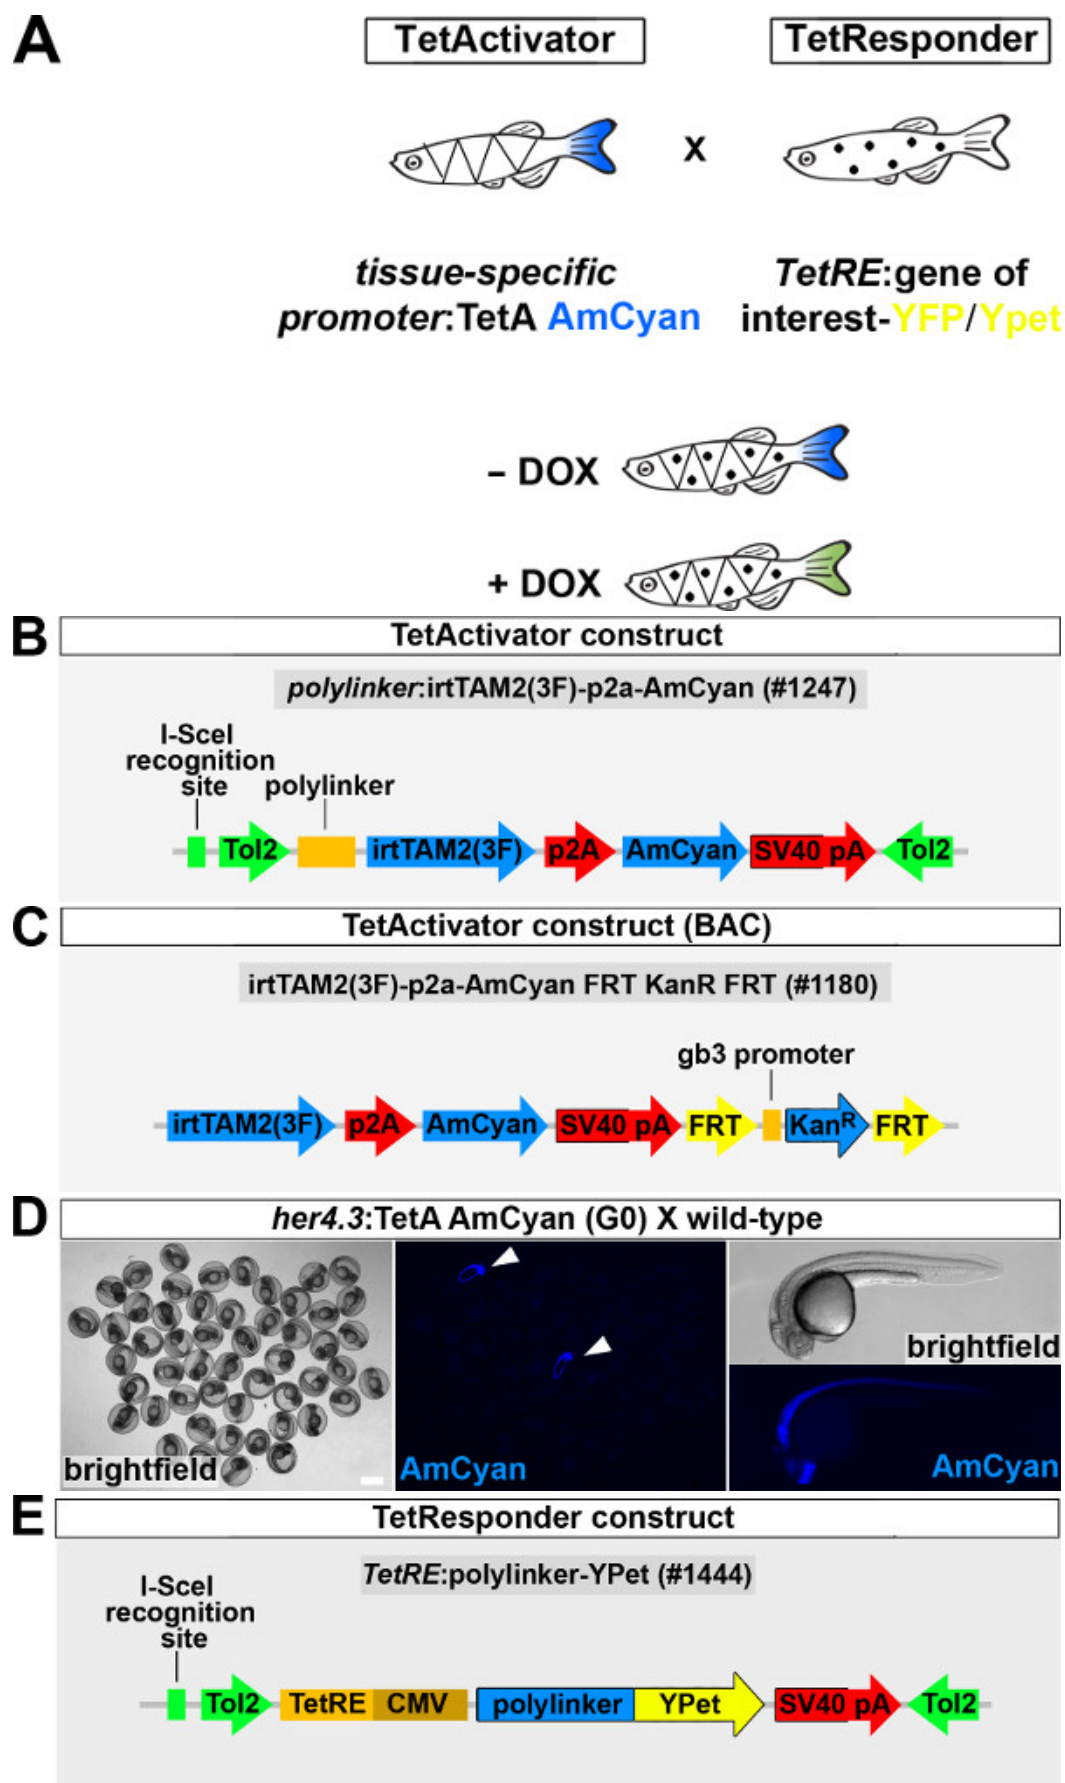 A
TetActivator
TetResponder
x
tissue-specific
promoter:TetA AmCyan
TetRE:gene of
interest-YFP/Ypet
– DOX
+ DOX
B
TetActivator construct
polylinker:irtTAM2(3F)-p2a-AmCyan (#1247)
I-SceI
recognition
site
polylinker
Tol2
irtTAM2(3F)
p2A
AmCyan
SV40 pA
Tol2
C
TetActivator construct (BAC)
irtTAM2(3F)-p2a-AmCyan FRT KanR FRT (#1180)
gb3 promoter
irtTAM2(3F)
p2A
AmCyan
SV40 pA
FRT
KanR
FRT
D
her4.3:TetA AmCyan (G0) X wild-type
brightfield
AmCyan
brightfield
AmCyan
E
TetResponder construct
TetRE:polylinker-YPet (#1444)
I-SceI
recognition
site
Tol2
TetRE
CMV
polylinker
YPet
SV40 pA
Tol2